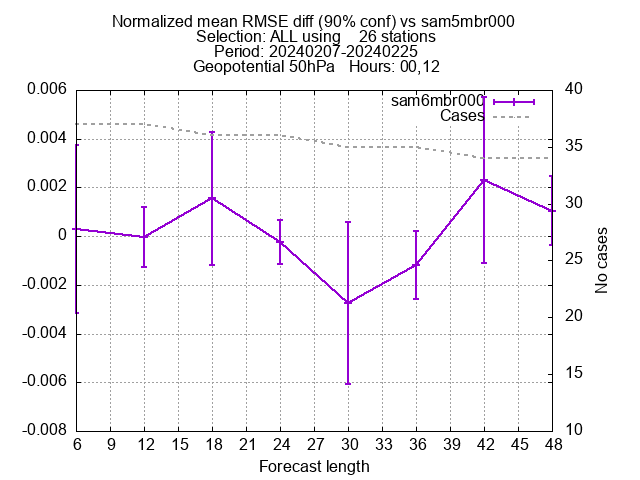 Normalized mean RMSE diff (90% conf) vs sam5mbr000
Selection: ALL using    26 stations
Period: 20240207-20240225
Geopotential 50hPa   Hours: 00,12
0.006
0.004
0.002
0
-0.002
-0.004
-0.006
-0.008
40
35
30
25
20
15
10
sam6mbr000
Cases
No cases
6 9 12 15 18 21 24 27 30 33 36 39 42 45 48
Forecast length